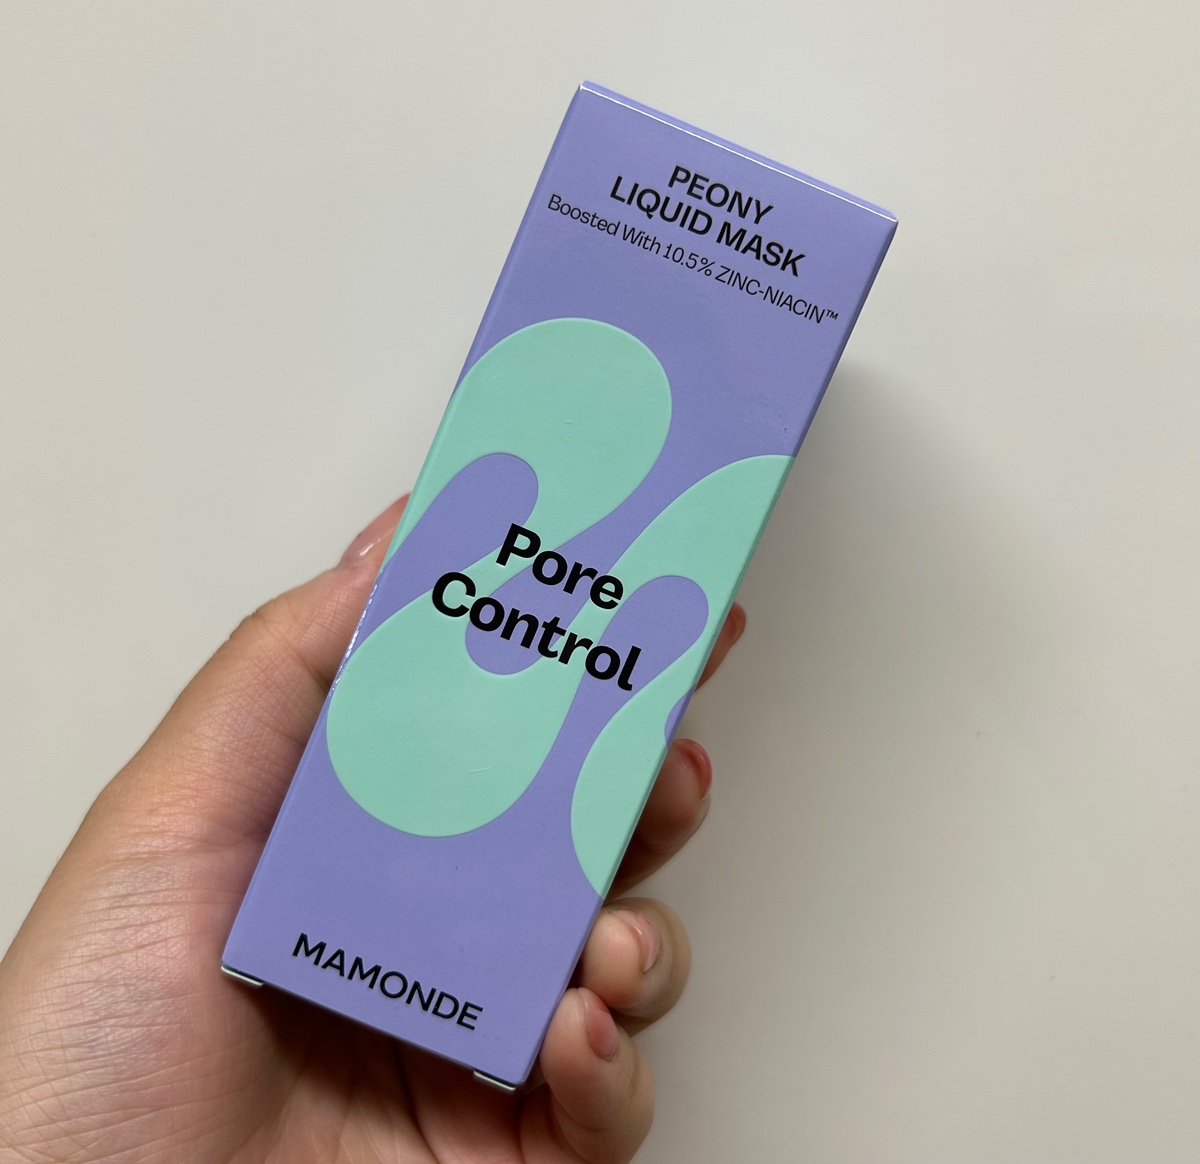 PEONY
LIQUID MASK
Boosted With 10.5% ZINC-NIACIN™
Pore
Control
MAMONDE